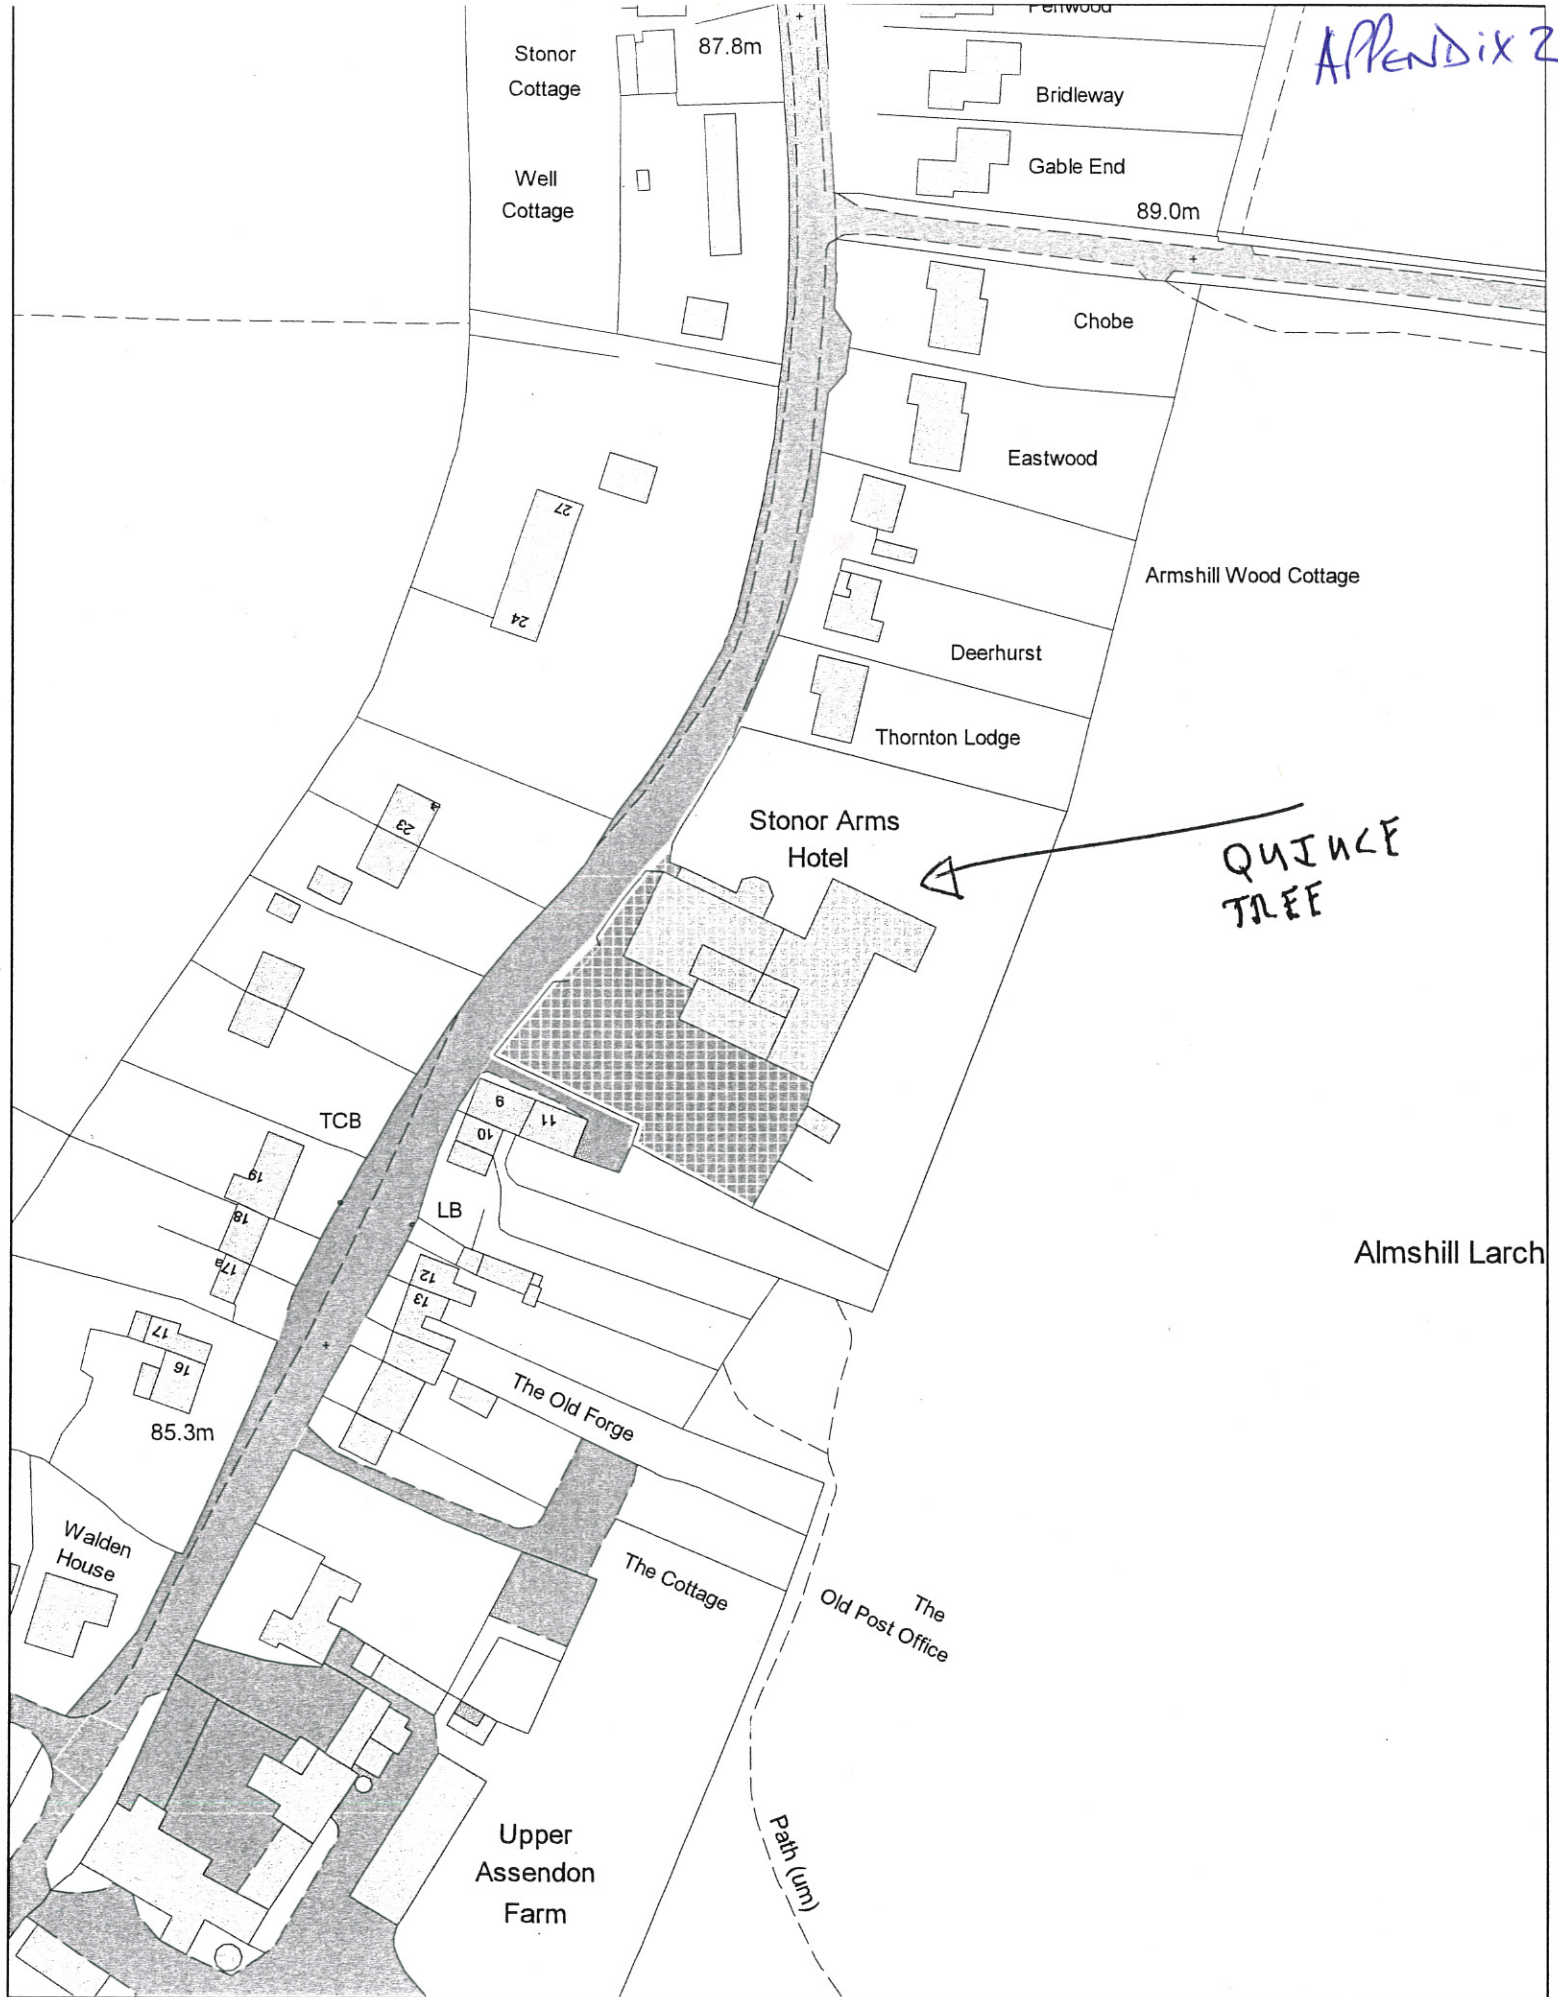 Penwood
APPENDIX 2
Stonor
Cottage
87.8m
Bridleway
Gable End
Well
Cottage
89.0m
Chobe
Eastwood
27
24
Armshill Wood Cottage
Deerhurst
Thornton Lodge
Stonor Arms
Hotel
QUINCE
TREE
23
a
TCB
9
11
10
19
18
17a
LB
12
13
17
16
85.3m
Almshill Larch
The Old Forge
Walden
House
The Cottage
The
Old Post Office
Path (um)
Upper
Assendon
Farm